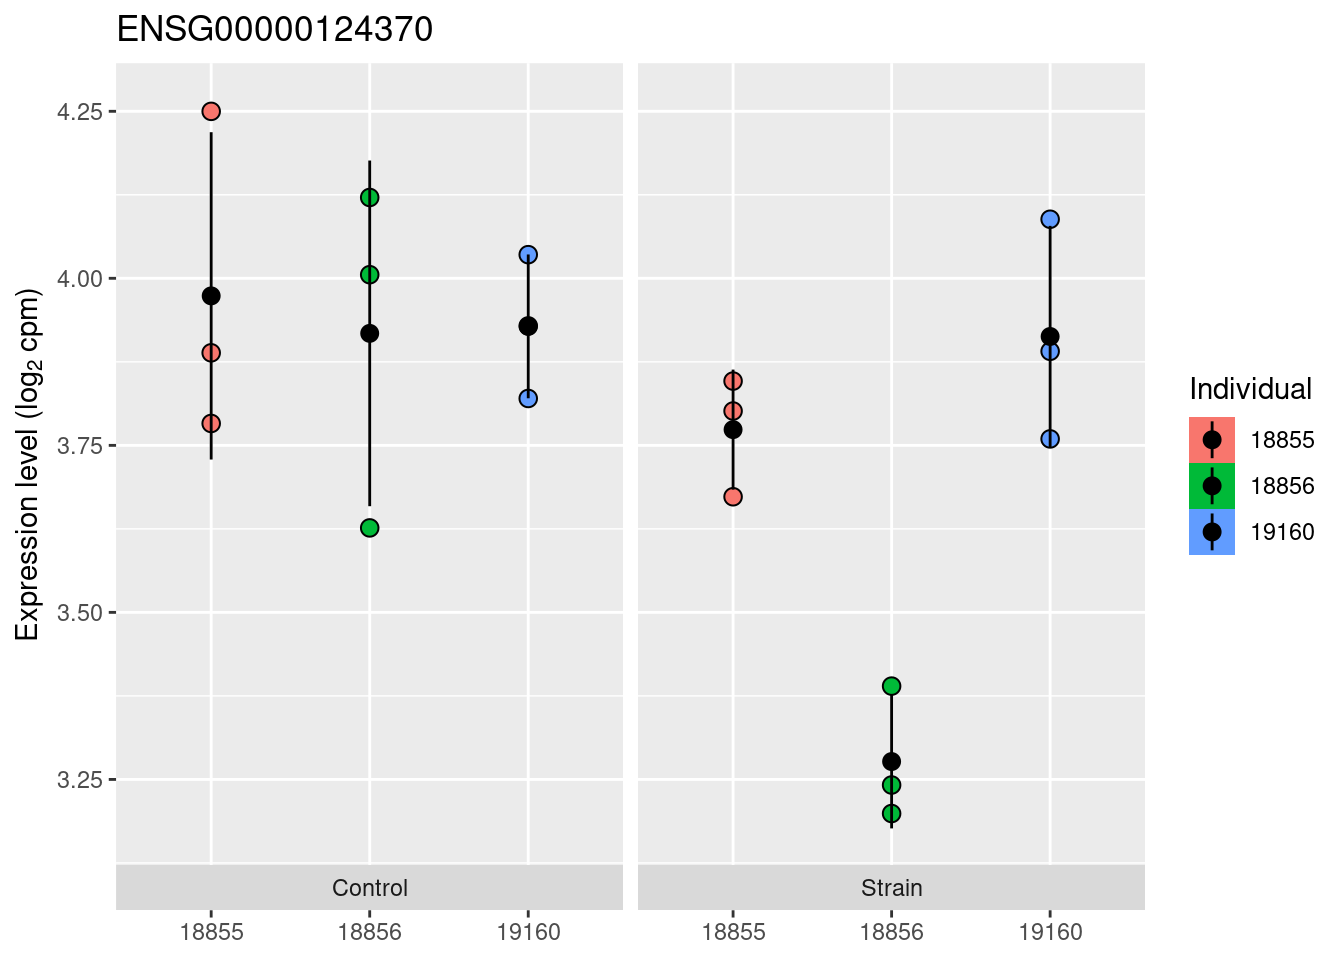 ENSG00000124370
Expression level (log2 cpm)
4.25
4.00
3.75
3.50
3.25
Control
Strain
18855
18856
19160
18855
18856
19160
Individual
18855
18856
19160